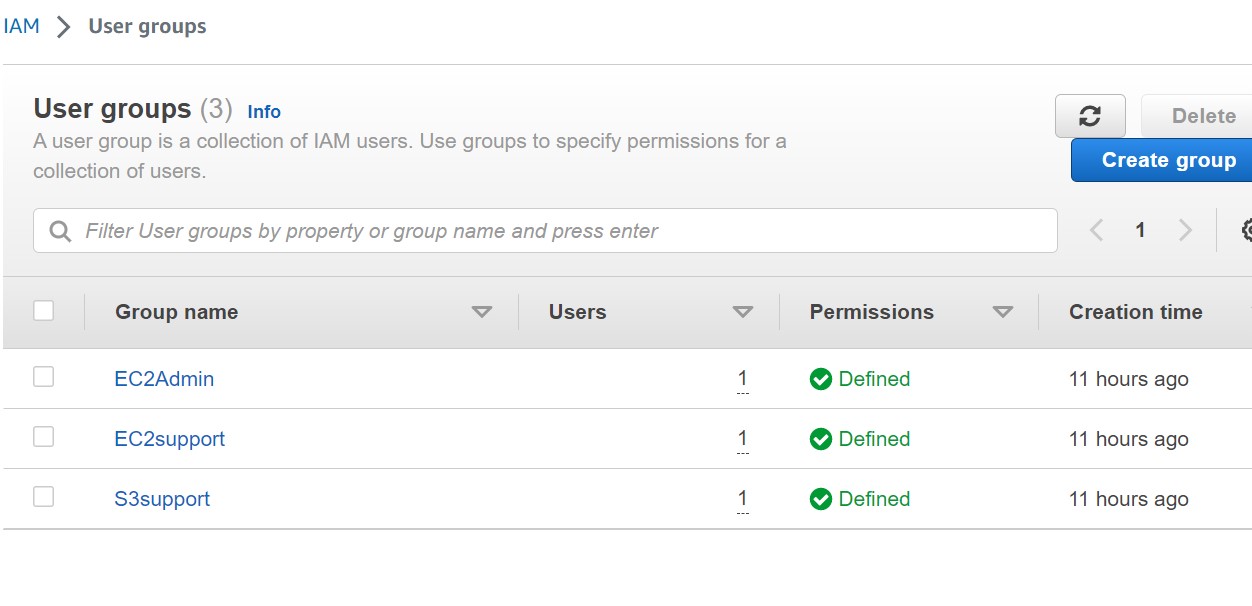 IAM User groups
User groups (3) Info
A user group is a collection of IAM users. Use groups to specify permissions for a
collection of users.
Delete
Create group
Filter User groups by property or group name and press enter
1
Group name Users Permissions Creation time
EC2Admin 1 Defined 11 hours ago
EC2support 1 Defined 11 hours ago
S3support 1 Defined 11 hours ago